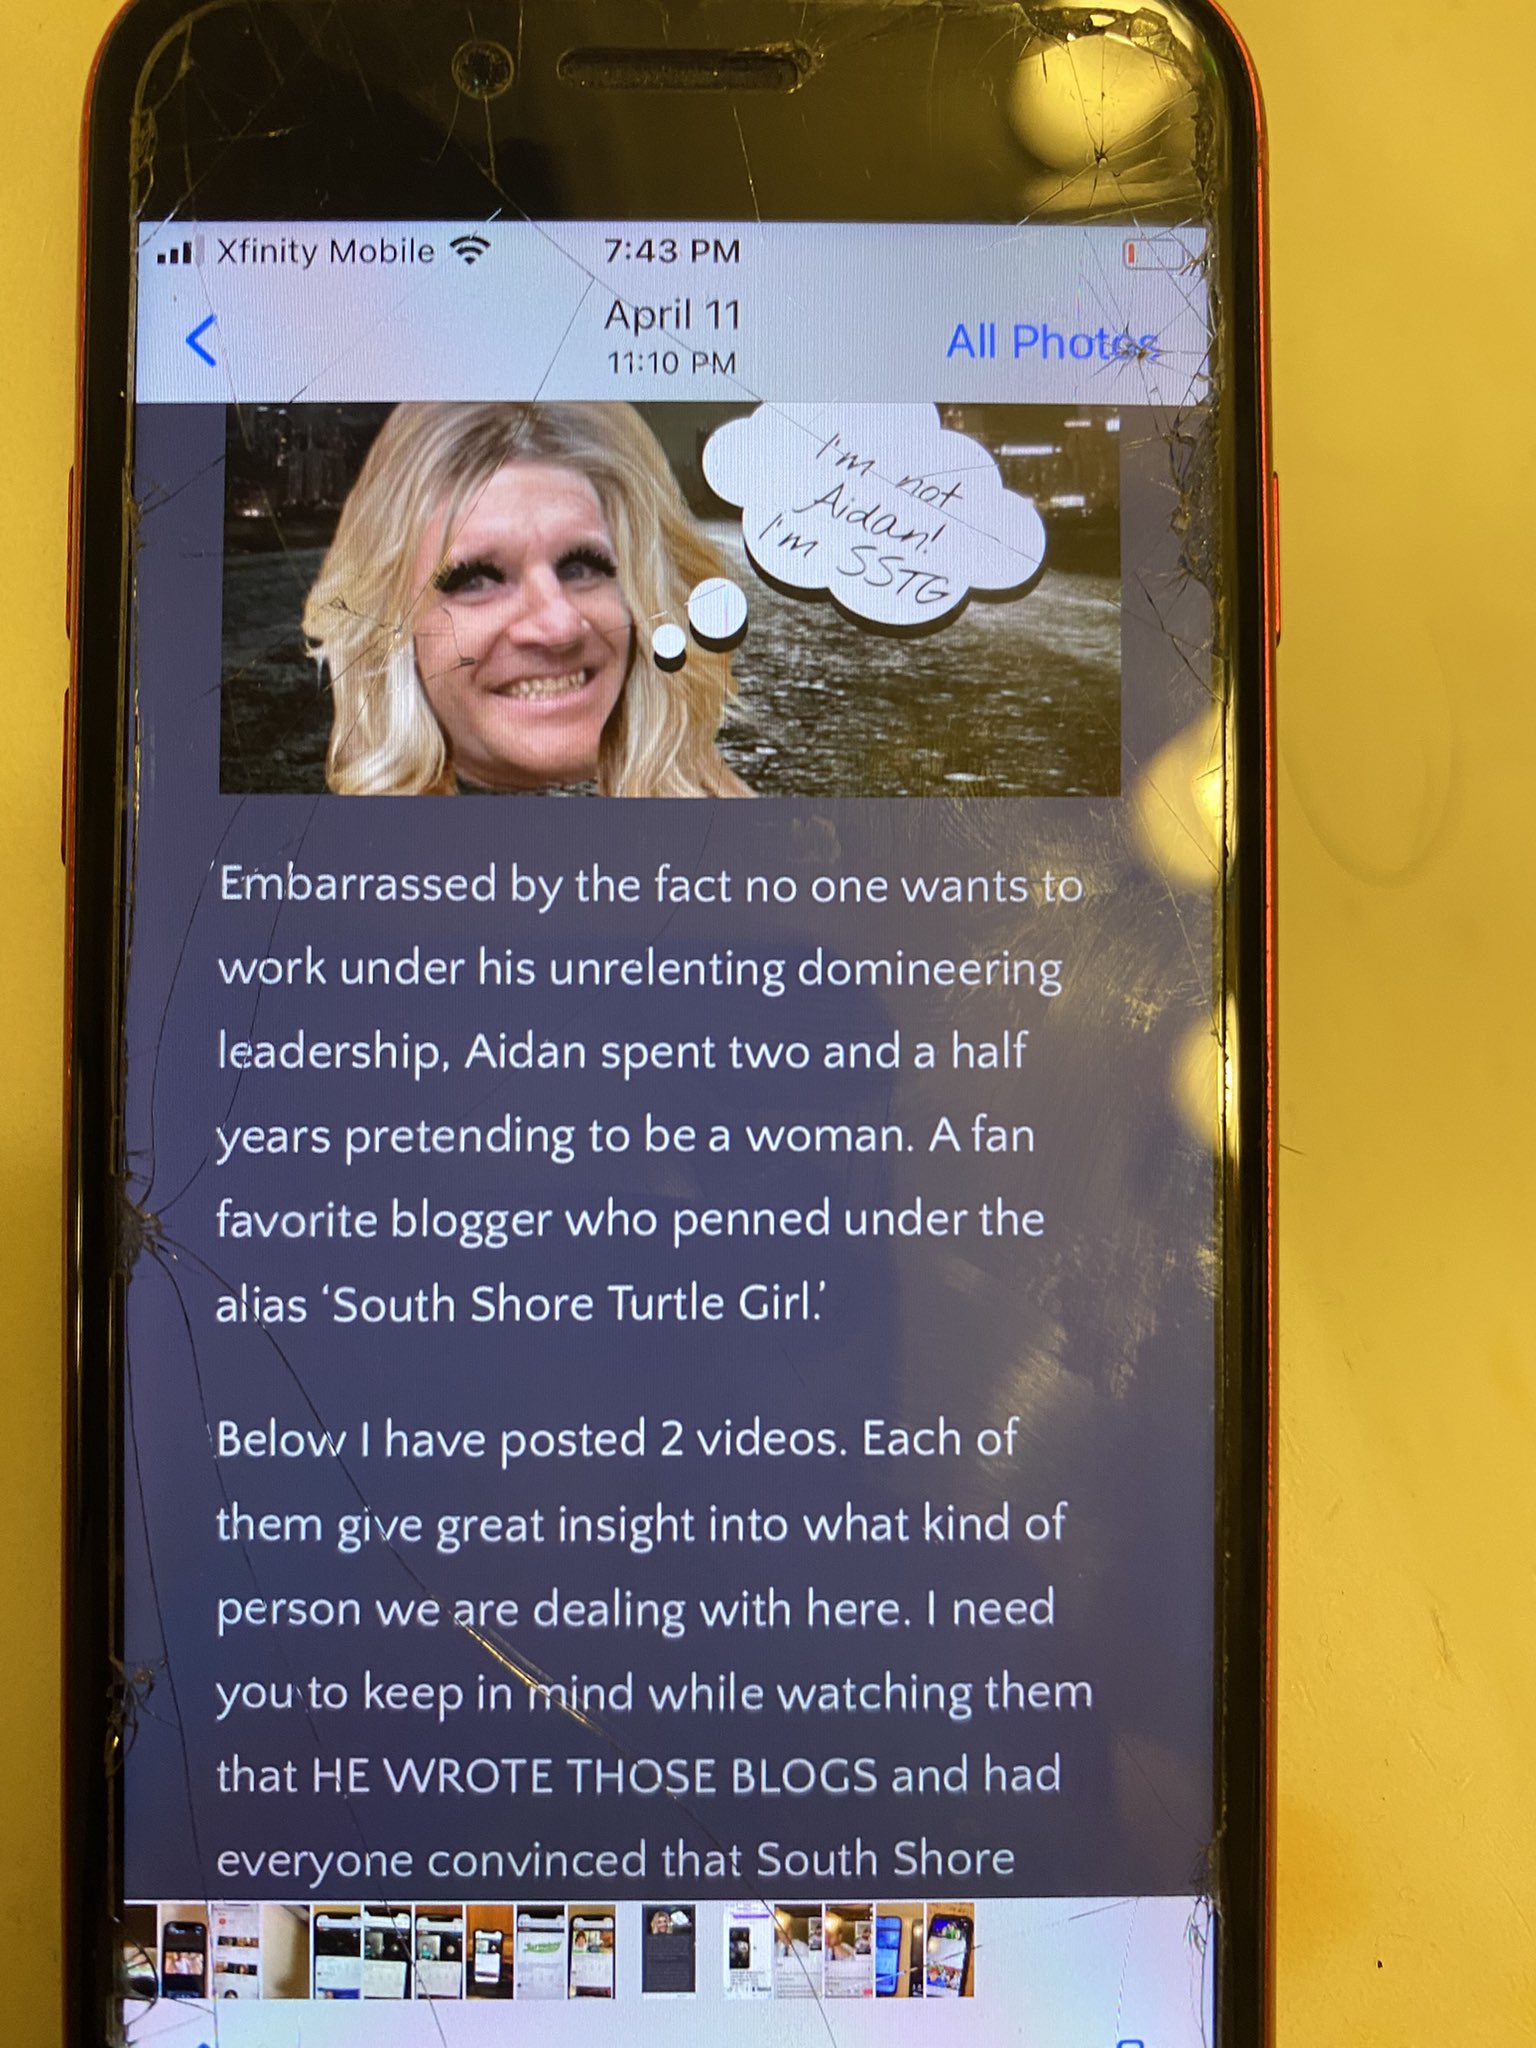 Xfinity Mobile 7:43 PM
April 11
11:10 PM
All Photos
I'm not
Aidan!
I'm SSTG
Embarrassed by the fact no one wants to
work under his unrelenting domineering
leadership, Aidan spent two and a half
years pretending to be a woman. A fan
favorite blogger who penned under the
alias ‘South Shore Turtle Girl.’
Below I have posted 2 videos. Each of
them give great insight into what kind of
person we are dealing with here. I need
you to keep in mind while watching them
that HE WROTE THOSE BLOGS and had
everyone convinced that South Shore